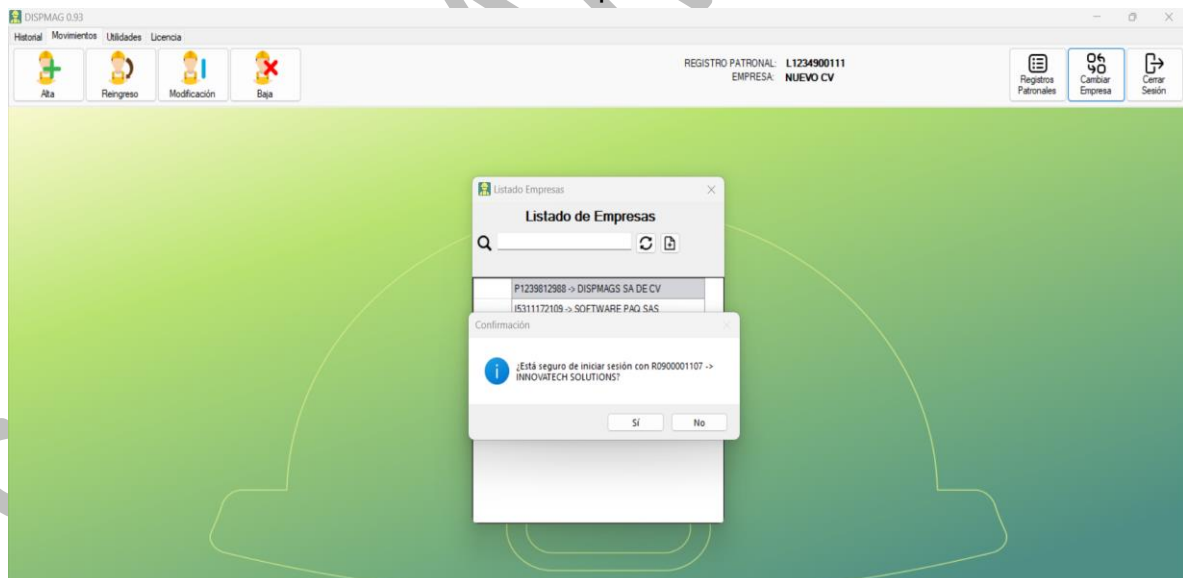 DISPMAG 0.93
Historial Movimientos Utilidades Licencia
Alta Reingreso Modificación Baja
REGISTRO PATRONAL: L1234900111
EMPRESA: NUEVO CV
Registros Patronales
Cambiar Empresa
Cerrar Sesión
Listado Empresas
Listado de Empresas
P1239812988 -> DISPMAGS SA DE CV
I5311172109 -> SOFTWARE PAQ SAS
Confirmación
¿Está seguro de iniciar sesión con R0900001107 ->
INNOVATECH SOLUTIONS?
Sí No